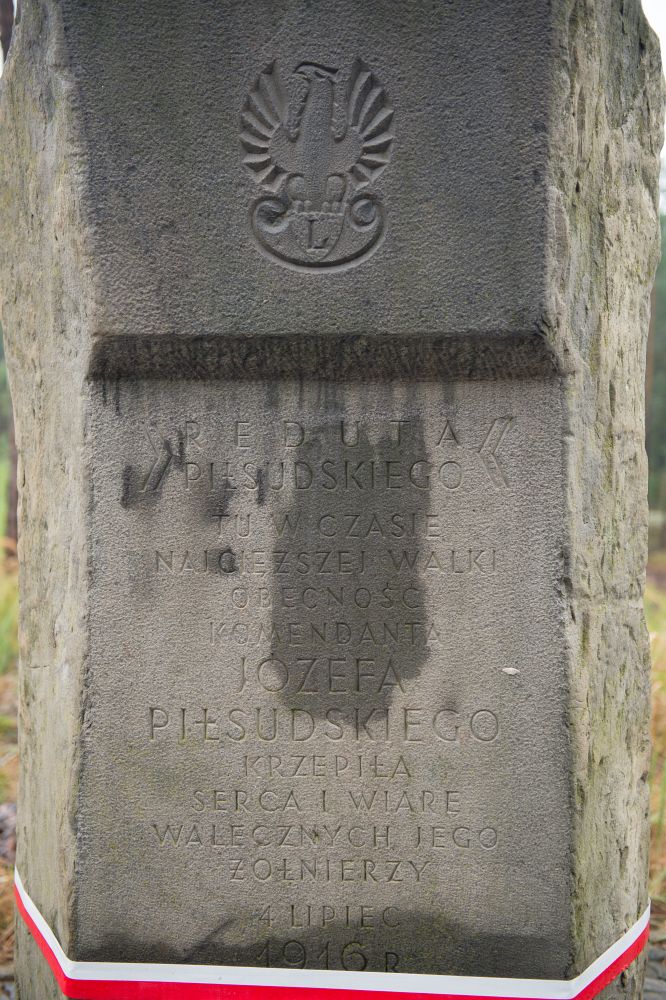 L
»REDUTA«
PIŁSUDSKIEGO
TU W CZASIE
NAJCIĘŻSZEJ WALKI
OBECNOŚĆ
KOMENDANTA
JÓZEFA
PIŁSUDSKIEGO
KRZEPIŁA
SERCA I WIARĘ
WALECZNYCH JEGO
ŻOŁNIERZY
4 LIPIEC
1916 R